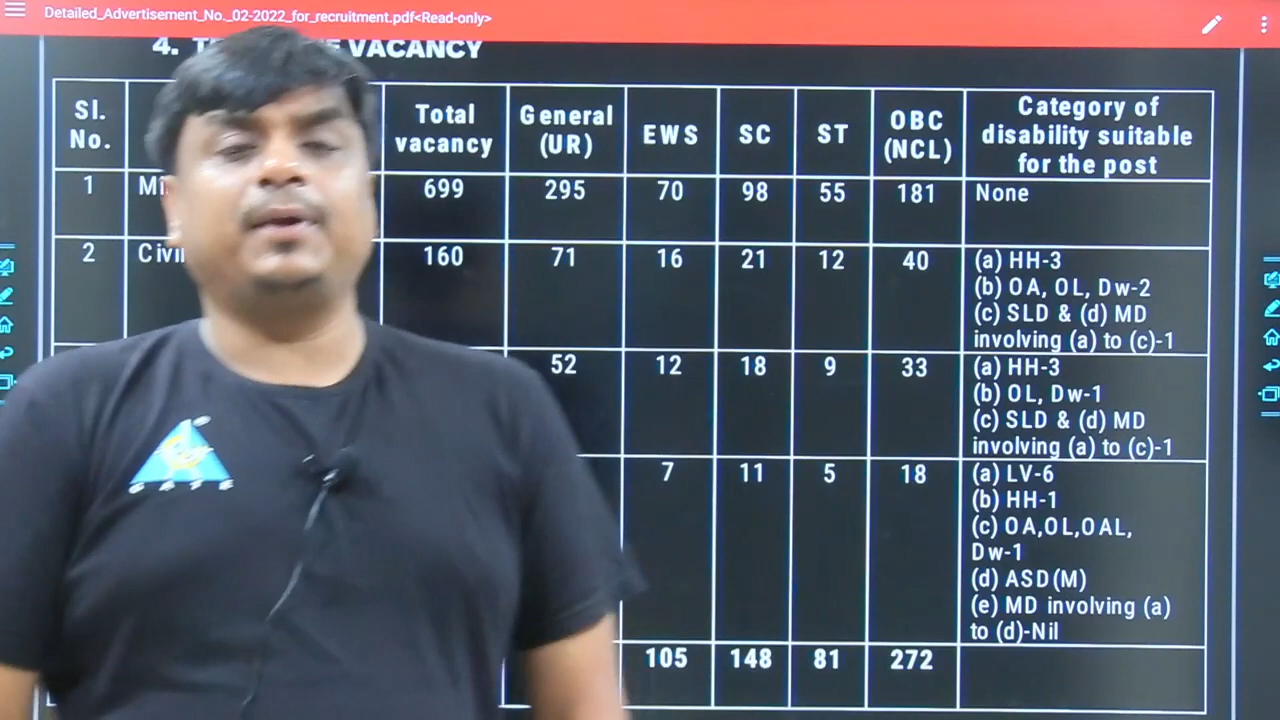 Detailed_Advertisement_No._02-2022_for_recruitment.pdf<Read-only>
4. VACANCY
Sl. No. Total vacancy General (UR) EWS SC ST OBC (NCL) Category of disability suitable for the post
1 699 295 70 98 55 181 None
2 160 71 16 21 12 40 (a) HH-3
(b) OA, OL, Dw-2
(c) SLD & (d) MD
involving (a) to (c)-1
52 12 18 9 33 (a) HH-3
(b) OL, Dw-1
(c) SLD & (d) MD
involving (a) to (c)-1
7 11 5 18 (a) LV-6
(b) HH-1
(c) OA,OL,OAL,
Dw-1
(d) ASD(M)
(e) MD involving (a)
to (d)-Nil
105 148 81 272
GATE